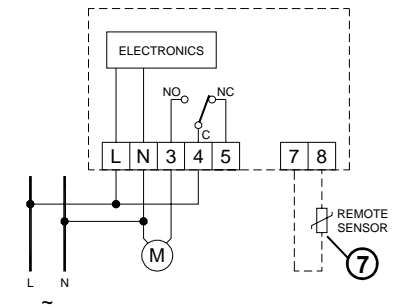 ELECTRONICS
NO NC
C
L N 3 4 5 7 8
REMOTE
SENSOR
M
7
L N
~